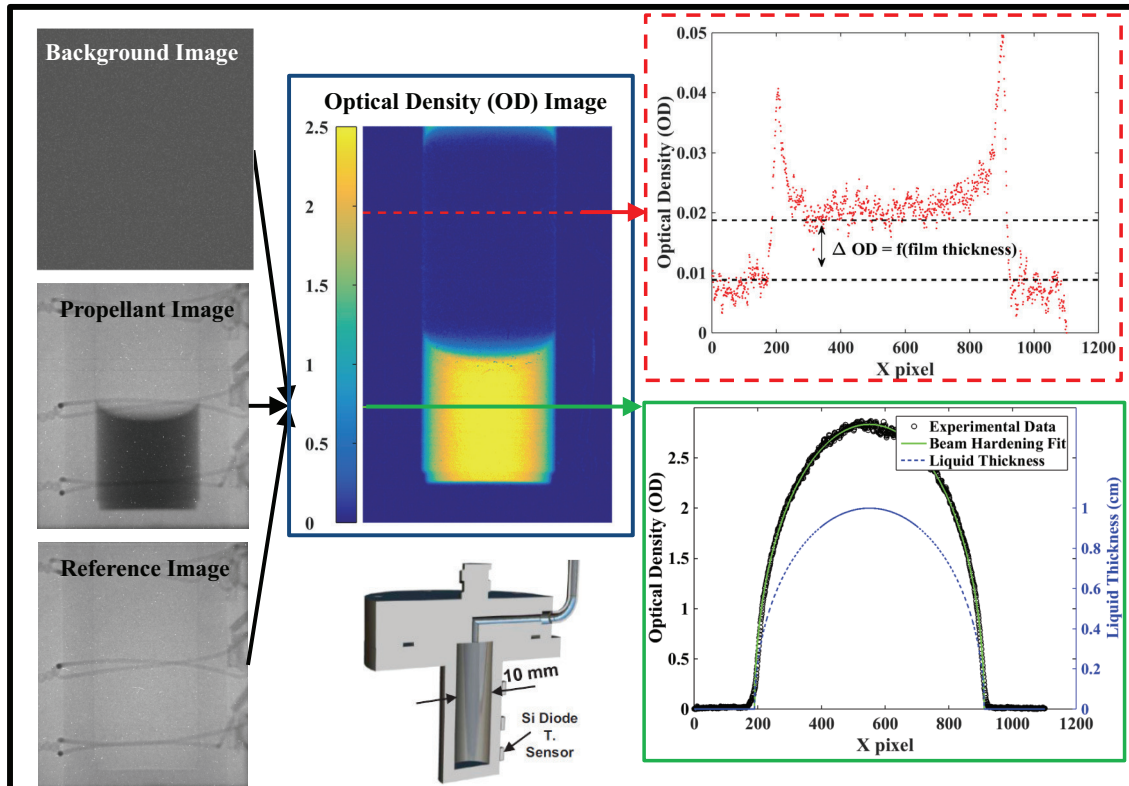 Background Image
Propellant Image
Reference Image
Optical Density (OD) Image
2.5
2
1.5
1
0.5
0
10 mm
Si Diode
T.
Sensor
0.05
0.04
0.03
0.02
0.01
0
Optical Density (OD)
Δ OD = f(film thickness)
0 200 400 600 800 1000 1200
X pixel
Experimental Data
Beam Hardening Fit
Liquid Thickness
2.5
2
1.5
1
0.5
0
Optical Density (OD)
1
0.8
0.6
0.4
0.2
0
Liquid Thickness (cm)
0 200 400 600 800 1000 1200
X pixel